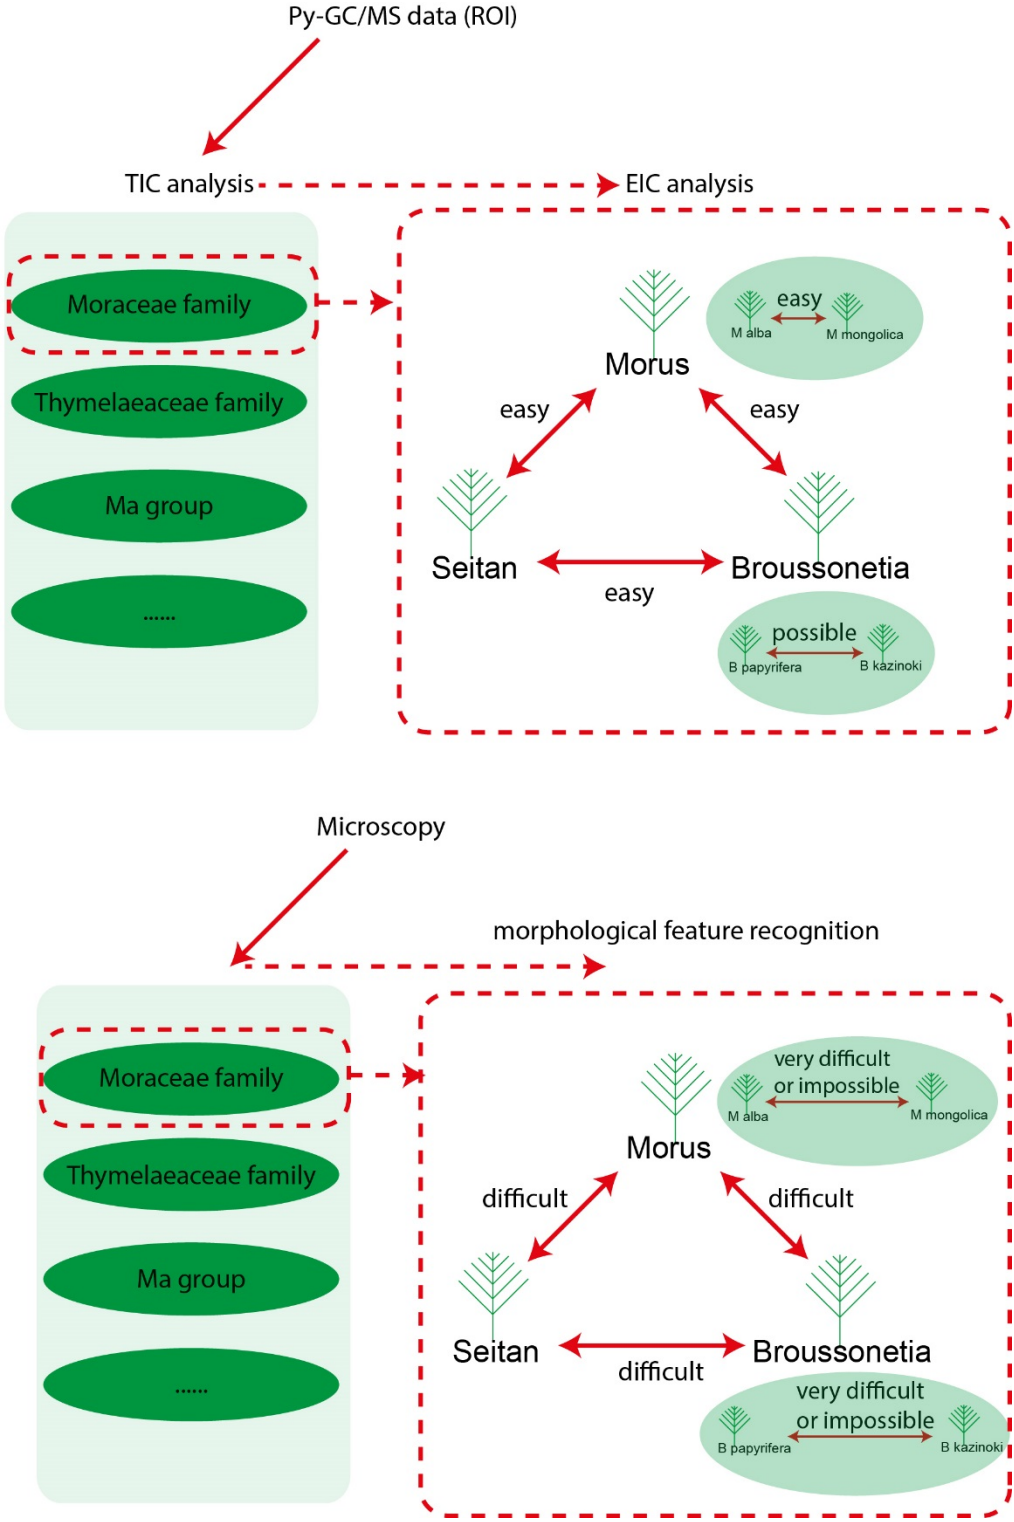 Py-GC/MS data (ROI)
TIC analysis
EIC analysis
Moraceae family
Thymelaeaceae family
Ma group
......
easy
M alba
M mongolica
Morus
easy
easy
Seitan
Broussonetia
easy
possible
B papyrifera
B kazinoki
Microscopy
morphological feature recognition
Moraceae family
Thymelaeaceae family
Ma group
......
very difficult
or impossible
M alba
M mongolica
Morus
difficult
difficult
Seitan
Broussonetia
difficult
very difficult
or impossible
B papyrifera
B kazinoki